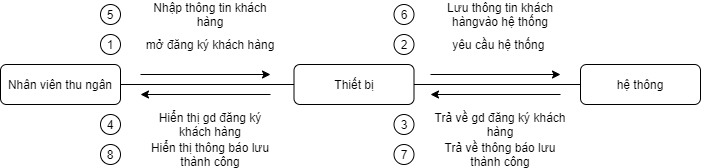 5 Nhập thông tin khách
hàng
6 Lưu thông tin khách
hàngvào hệ thống
1 mở đăng ký khách hàng
2 yêu cầu hệ thống
Nhân viên thu ngân
Thiết bị
hệ thông
4 Hiển thị gd đăng ký
khách hàng
3 Trả về gd đăng ký khách
hàng
8 Hiển thị thông báo lưu
thành công
7 Trả về thông báo lưu
thành công